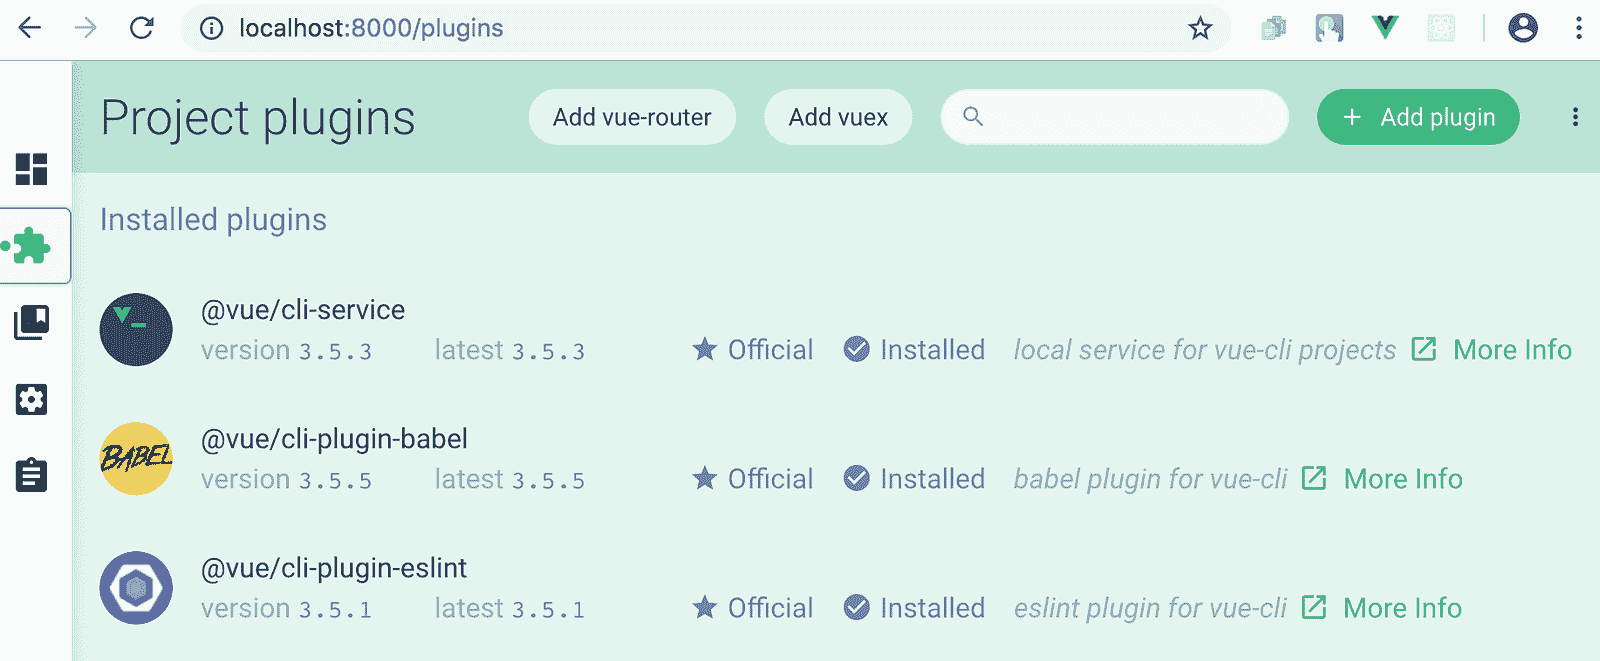 localhost:8000/plugins
Project plugins Add vue-router Add vuex + Add plugin
Installed plugins
@vue/cli-service
version 3.5.3 latest 3.5.3 Official Installed local service for vue-cli projects More Info
BABEL @vue/cli-plugin-babel
version 3.5.5 latest 3.5.5 Official Installed babel plugin for vue-cli More Info
@vue/cli-plugin-eslint
version 3.5.1 latest 3.5.1 Official Installed eslint plugin for vue-cli More Info